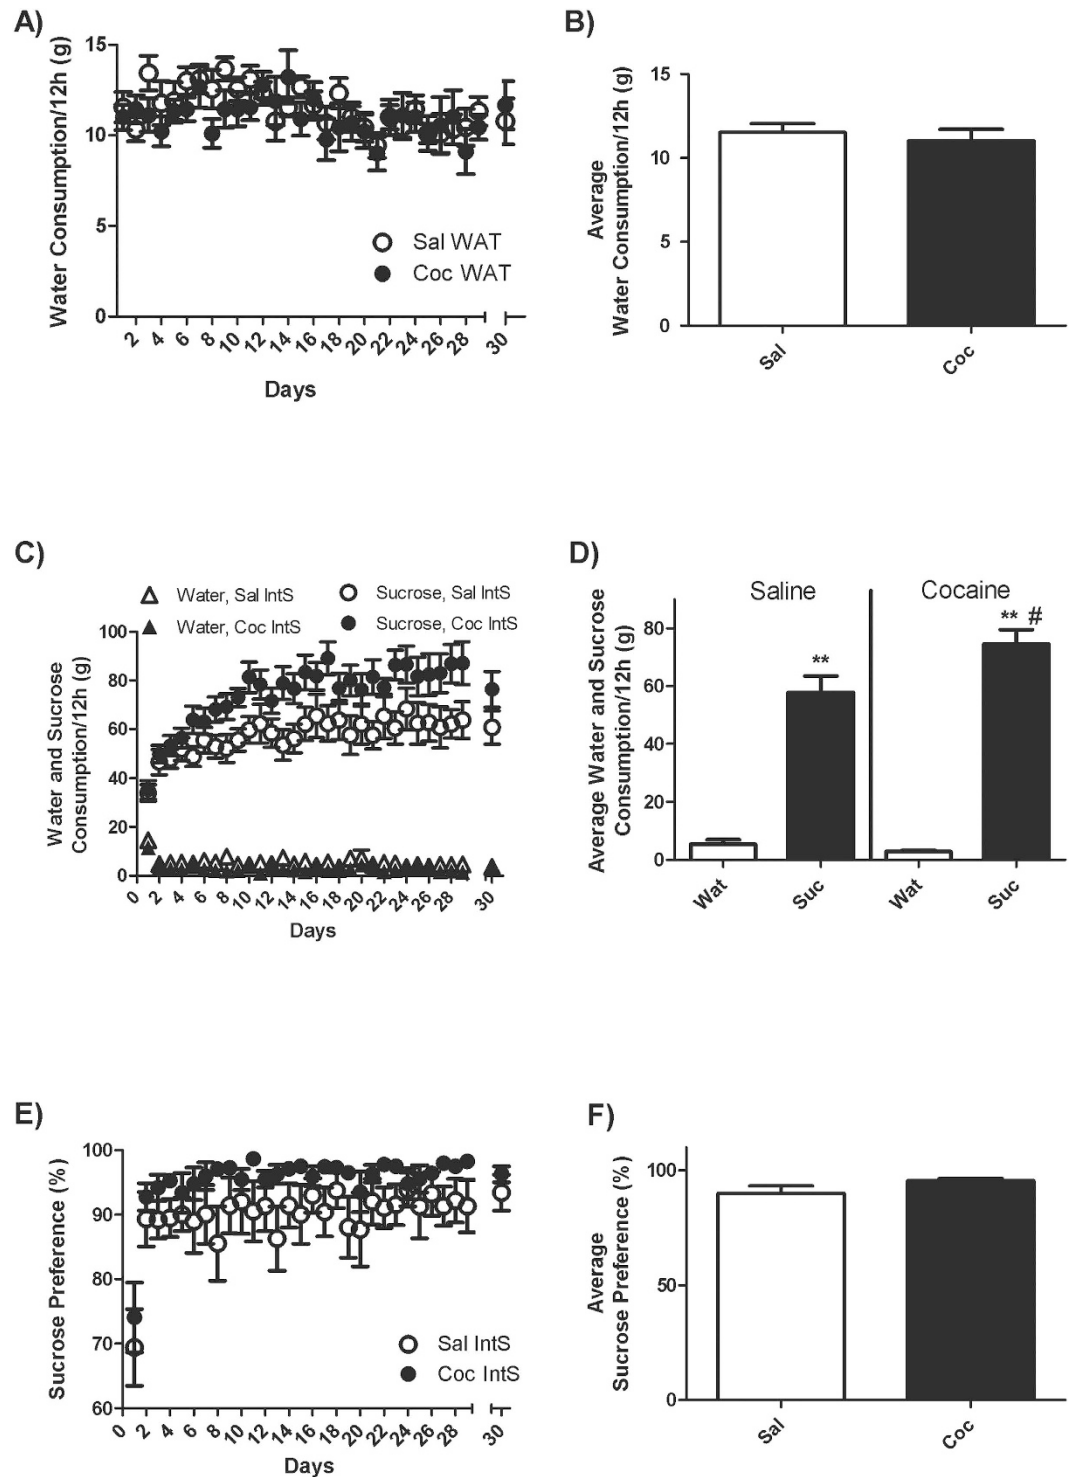 A)
Water Consumption/12h (g)
15
10
5
0
Sal WAT
Coc WAT
2 4 6 8 10 12 14 16 18 20 22 24 26 28 30
Days
B)
Average
Water Consumption/12h (g)
15
10
5
0
Sal Coc
C)
Water, Sal IntS
Sucrose, Sal IntS
Water, Coc IntS
Sucrose, Coc IntS
Water and Sucrose
Consumption/12h (g)
100
80
60
40
20
0
0 2 4 6 8 10 12 14 16 18 20 22 24 26 28 30
Days
D)
Saline Cocaine
Average Water and Sucrose
Consumption/12h (g)
80
60
40
20
0
**
** #
Wat Suc Wat Suc
E)
Sucrose Preference (%)
100
90
80
70
60
Sal IntS
Coc IntS
0 2 4 6 8 10 12 14 16 18 20 22 24 26 28 30
Days
F)
Average
Sucrose Preference (%)
100
50
0
Sal Coc